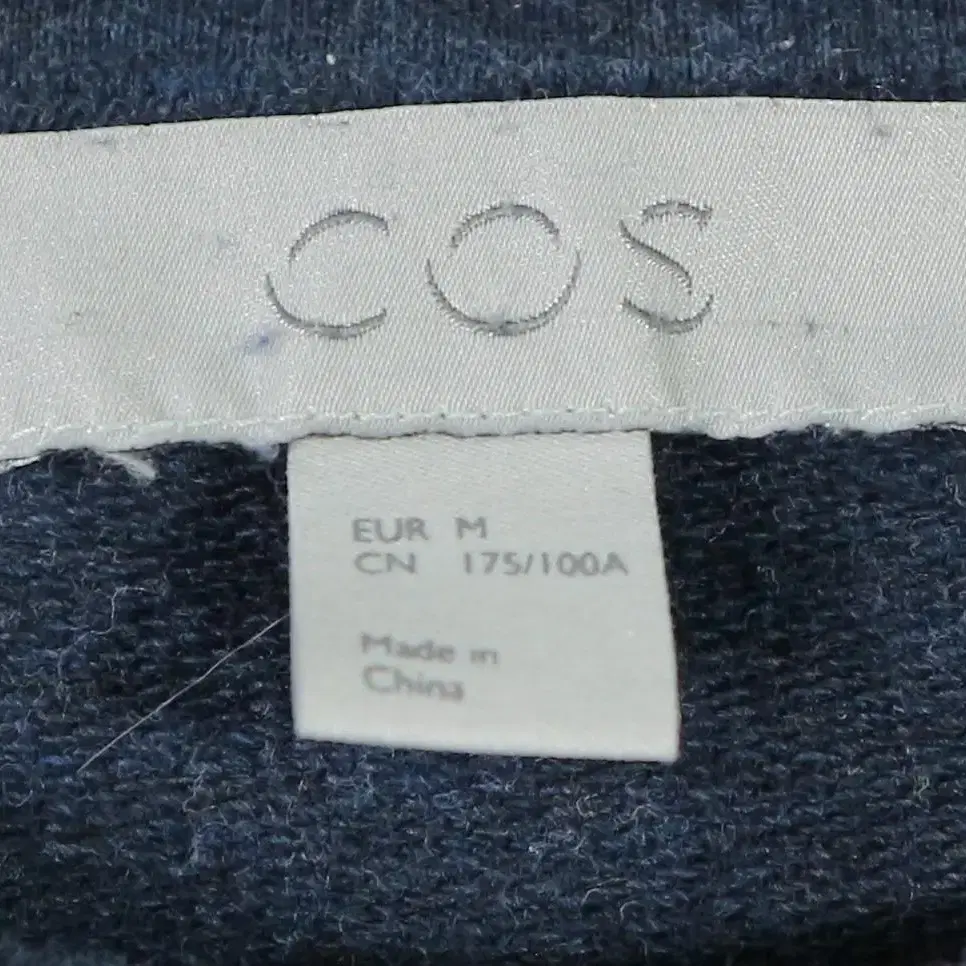 COS
EUR M
CN 175/100A
Made in
China